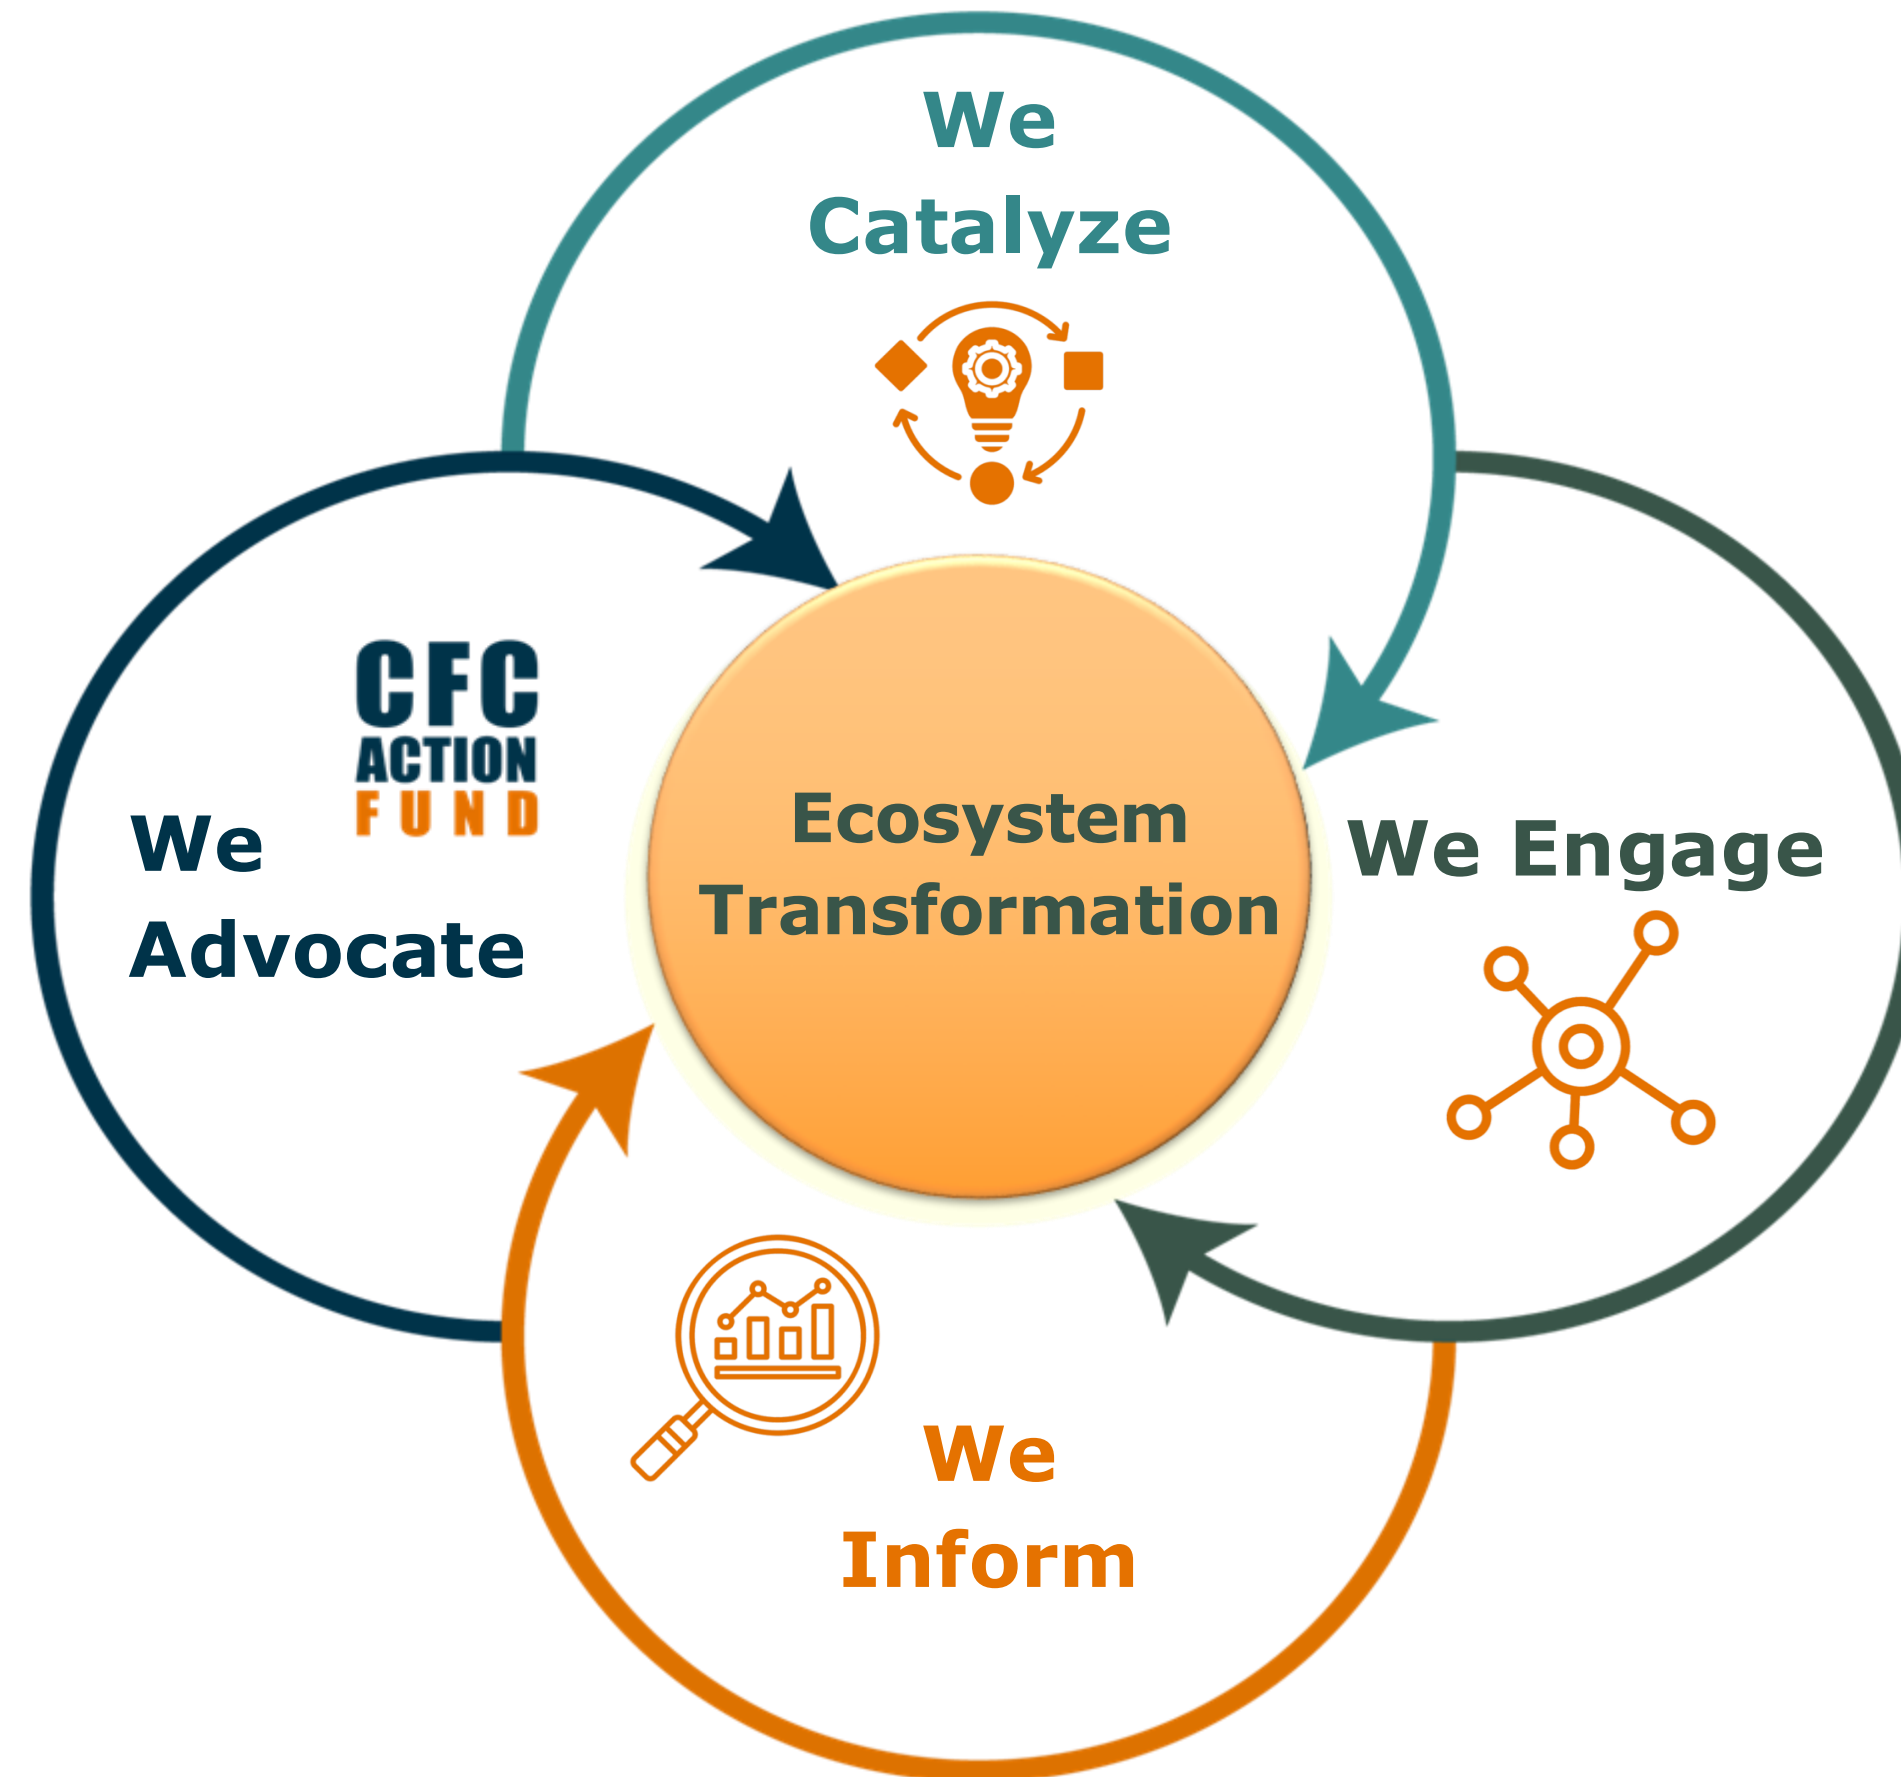 We
Catalyze
CFC
ACTION
FUND
We
Advocate
Ecosystem
Transformation
We Engage
We
Inform